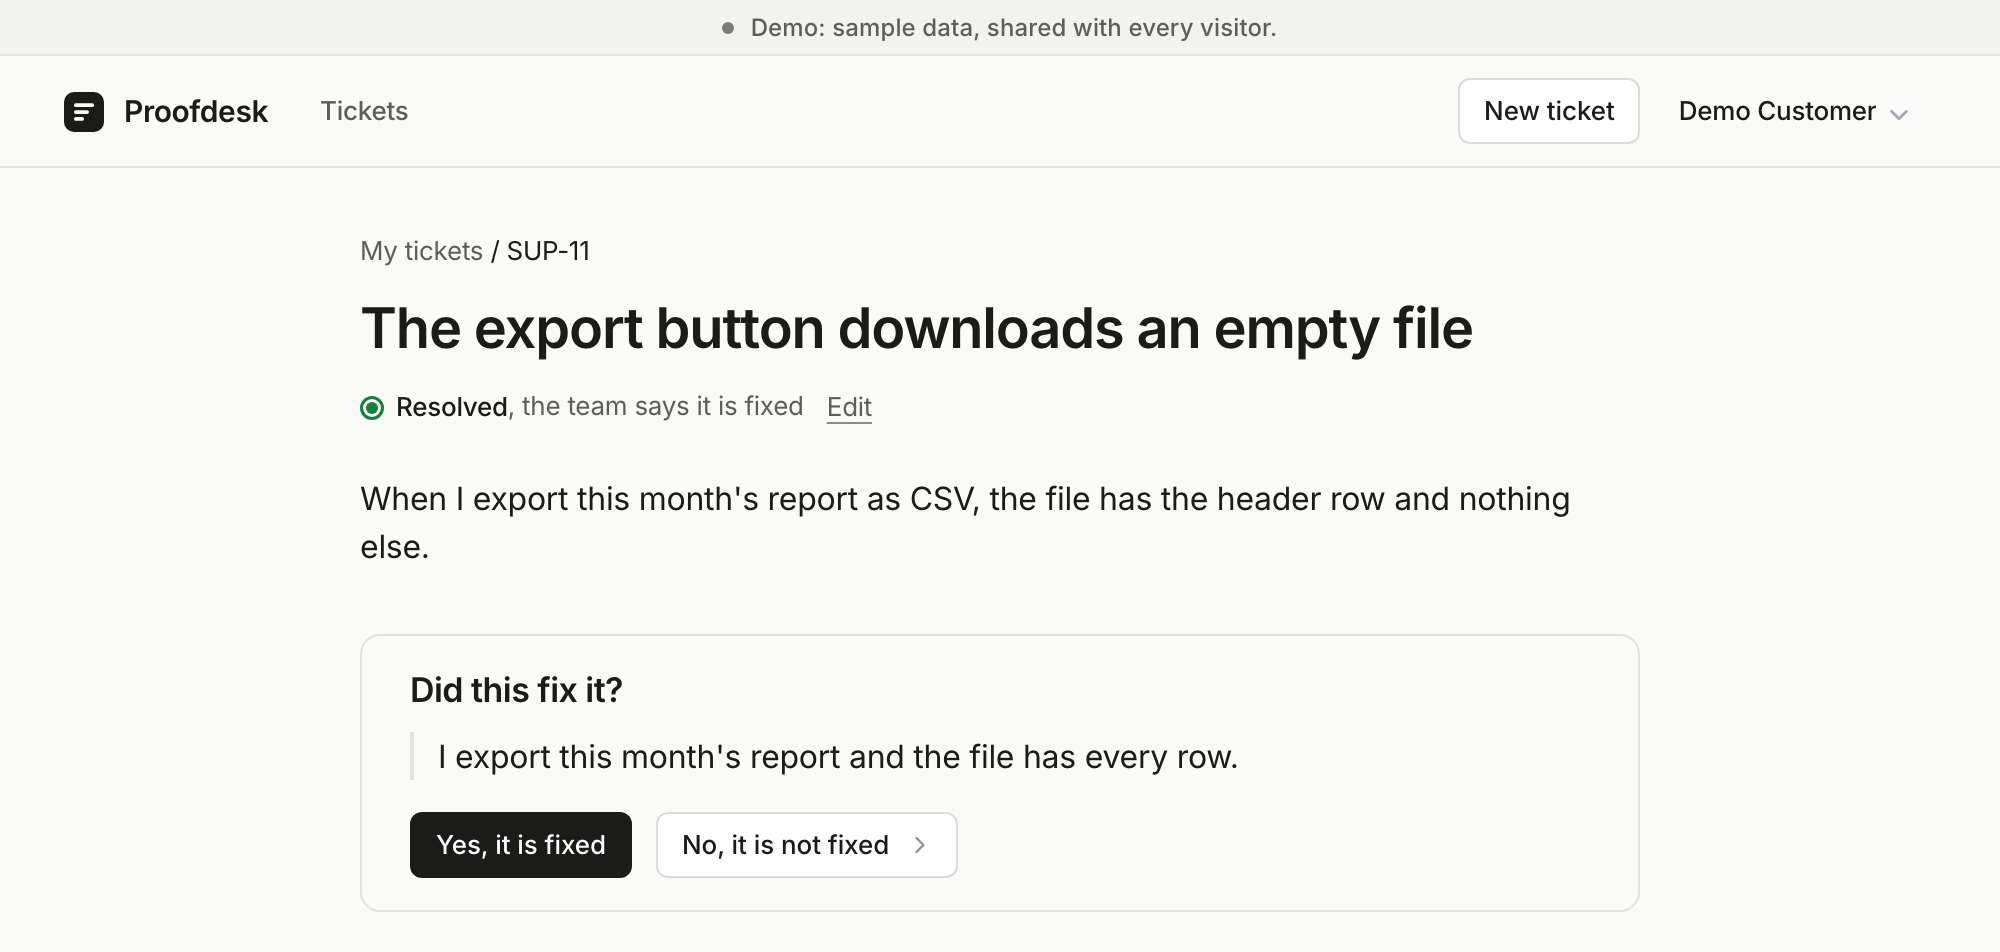 Demo: sample data, shared with every visitor.
Proofdesk
Tickets
New ticket
Demo Customer
My tickets / SUP-11
The export button downloads an empty file
Resolved, the team says it is fixed Edit
When I export this month's report as CSV, the file has the header row and nothing
else.
Did this fix it?
I export this month's report and the file has every row.
Yes, it is fixed
No, it is not fixed